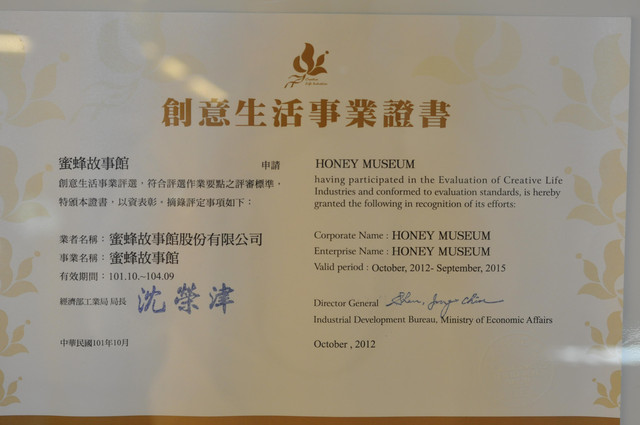 Creative
Life Industry
創意生活事業證書
蜜蜂故事館 申請
創意生活事業評選，符合評選作業要點之評審標準，
特頒本證書，以資表彰，摘錄評定事項如下：
業者名稱：蜜蜂故事館股份有限公司
事業名稱：蜜蜂故事館
有效期間：101.10~104.09
經濟部工業局 局長 沈榮津
中華民國101年10月
HONEY MUSEUM
having participated in the Evaluation of Creative Life
Industries and conformed to evaluation standards, is hereby
granted the following in recognition of its efforts:
Corporate Name : HONEY MUSEUM
Enterprise Name : HONEY MUSEUM
Valid period : October, 2012- September, 2015
Director General
Industrial Development Bureau, Ministry of Economic Affairs
October , 2012